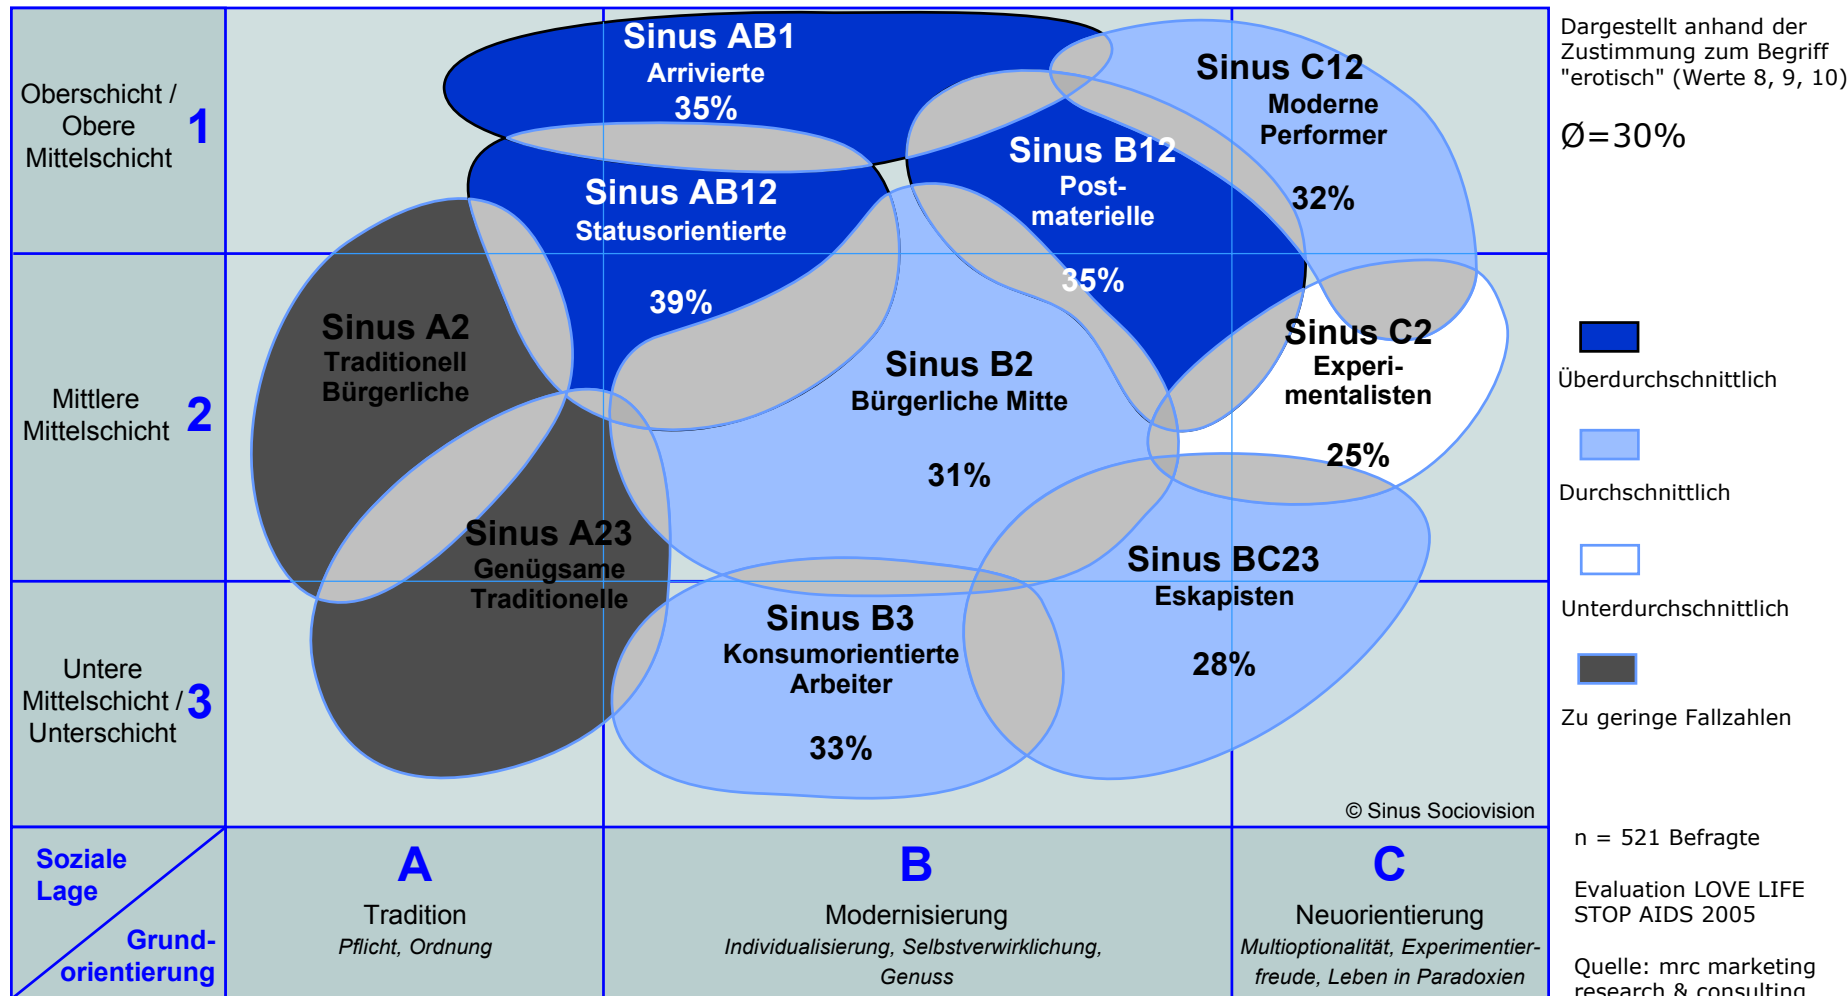 Oberschicht /
Obere
Mittelschicht
1
Mittlere
Mittelschicht
2
Untere
Mittelschicht /
Unterschicht
3
Sinus AB1
Arrivierte
35%
Sinus C12
Moderne
Performer
32%
Sinus B12
Post-
materielle
35%
Sinus AB12
Statusorientierte
39%
Sinus A2
Traditionell
Bürgerliche
Sinus B2
Bürgerliche Mitte
31%
Sinus C2
Experi-
mentalisten
25%
Sinus A23
Genügsame
Traditionelle
Sinus BC23
Eskapisten
28%
Sinus B3
Konsumorientierte
Arbeiter
33%
© Sinus Sociovision
Soziale
Lage
Grund-
orientierung
A
Tradition
Pflicht, Ordnung
B
Modernisierung
Individualisierung, Selbstverwirklichung,
Genuss
C
Neuorientierung
Multioptionalität, Experimentier-
freude, Leben in Paradoxien
Dargestellt anhand der
Zustimmung zum Begriff
"erotisch" (Werte 8, 9, 10)
Ø=30%
Überdurchschnittlich
Durchschnittlich
Unterdurchschnittlich
Zu geringe Fallzahlen
n = 521 Befragte
Evaluation LOVE LIFE
STOP AIDS 2005
Quelle: mrc marketing
research & consulting